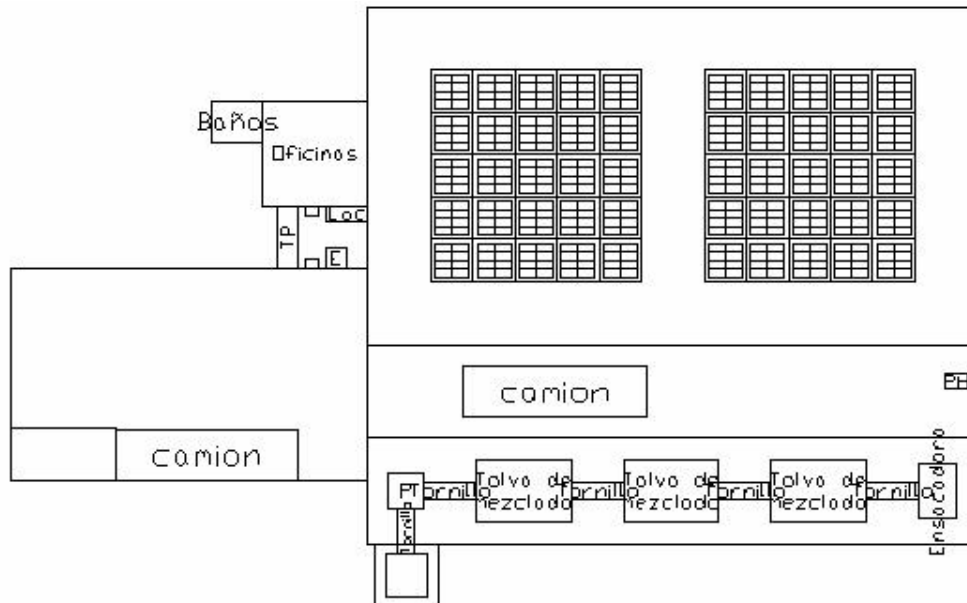 Baños
Oficinas
Loc
TP
E
camion
PH
camion
Ensacadora
PT
Tornillo
Tolva de
mezclado
Tornillo
Tolva de
mezclado
Tornillo
Tolva de
mezclado
Tornillo
Tornillo